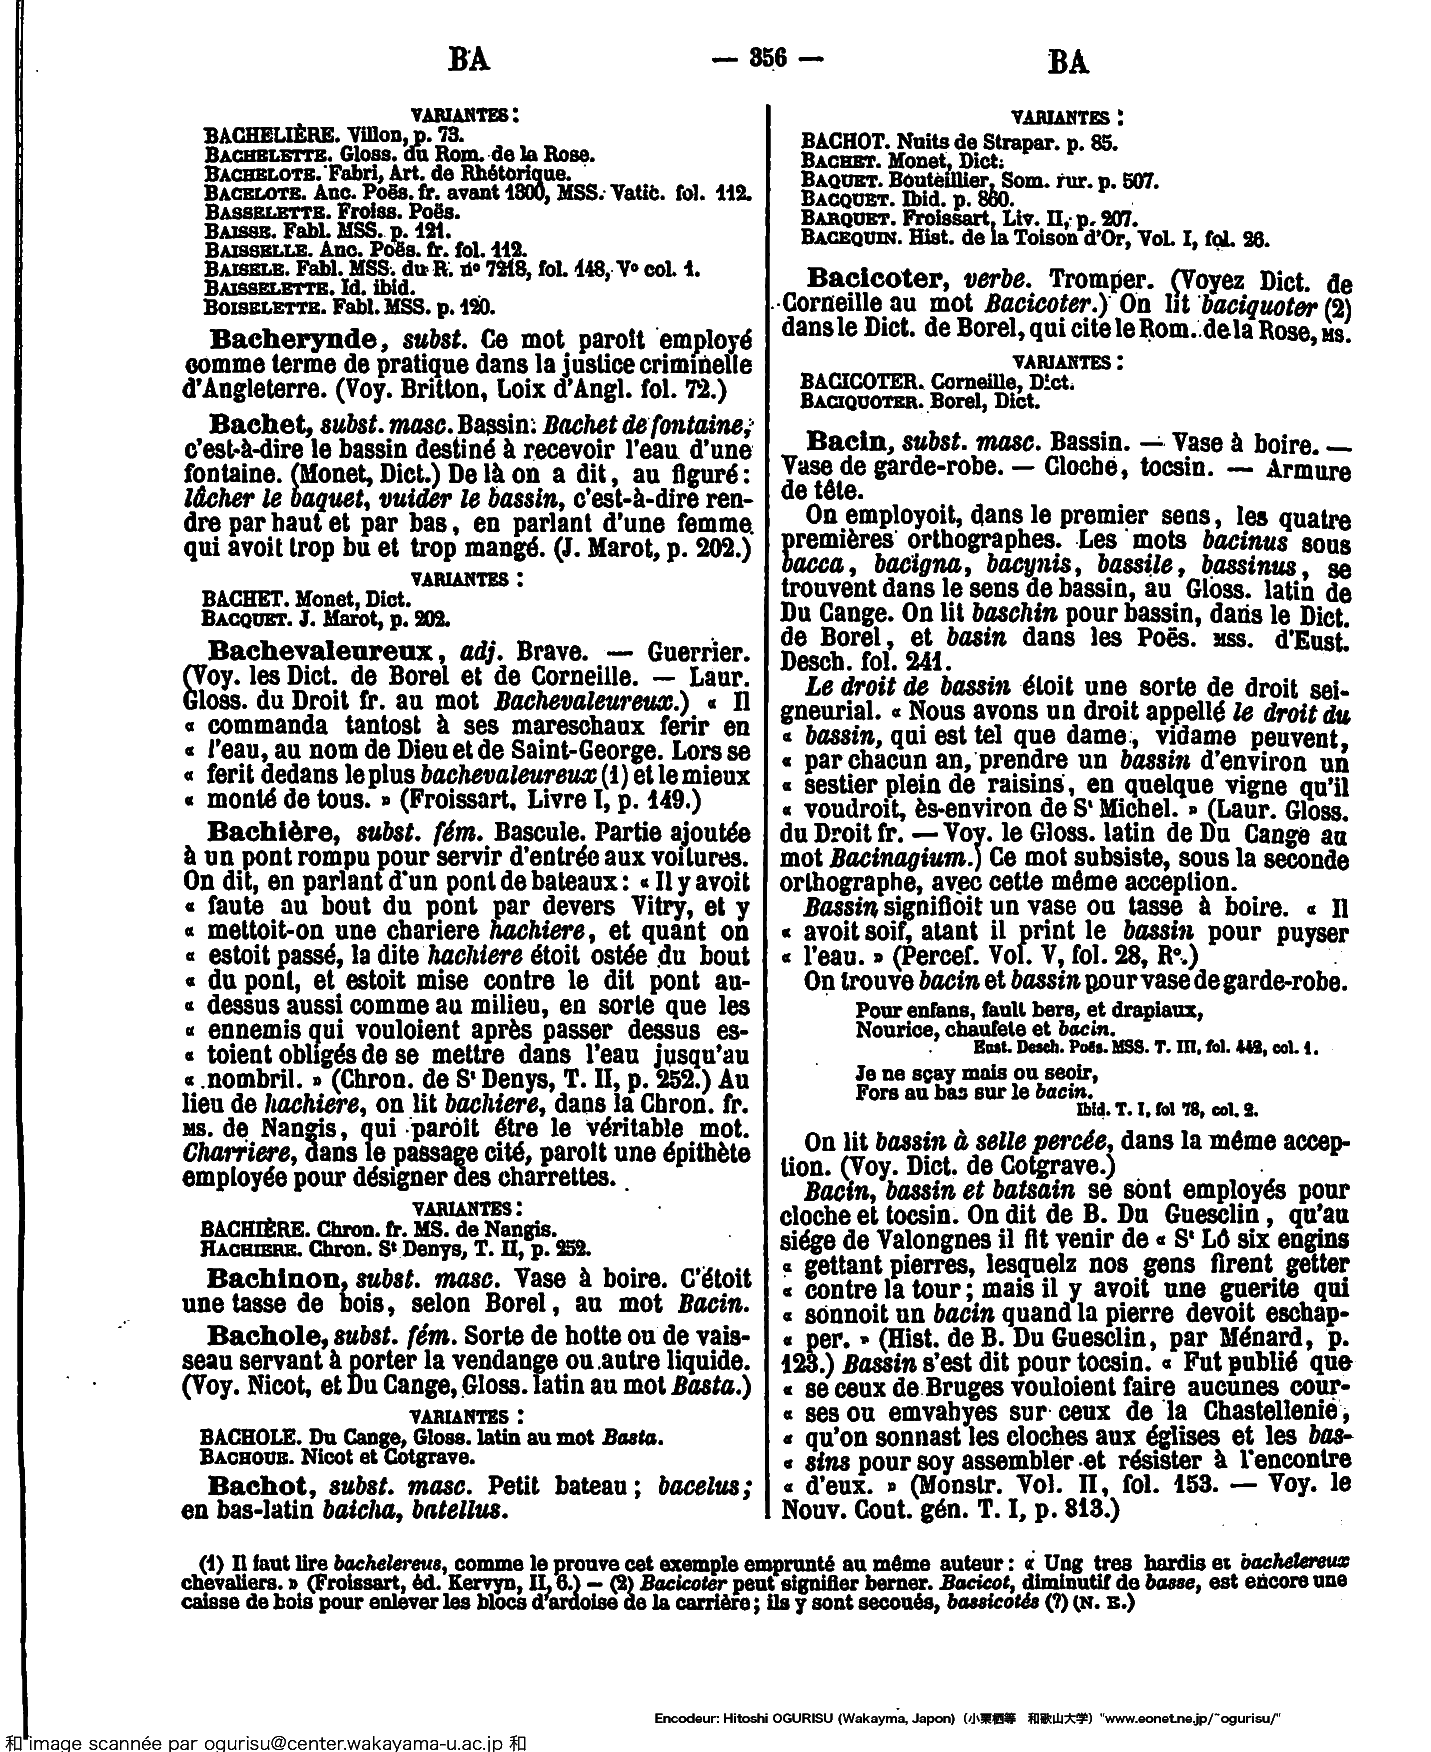 BA — 356 — BA
VARIANTES :
BACHELIÈRE. Villon, p. 73.
BACHELETTE. Gloss. du Rom. de la Rose.
BACHELOTE. Fabri, Art. de Rhétorique.
BACELOTE. Anc. Poës. fr. avant 1300, MSS. Vatic. fol. 112.
BASSELETTE. Froiss. Poës.
BAISSE. Fabl. MSS. p. 121.
BAISSELLE. Anc. Poës. fr. fol. 112.
BAISELE. Fabl. MSS. du R. nº 7218, fol. 148, Vº col. 1.
BAISSELETTE. Id. ibid.
BOISELETTE. Fabl. MSS. p. 120.
Bacherynde, subst. Ce mot paroît employé
comme terme de pratique dans la justice criminelle
d'Angleterre. (Voy. Britton, Loix d'Angl. fol. 72.)
Bachet, subst. masc. Bassin. Bachet de fontaine,
c'est-à-dire le bassin destiné à recevoir l'eau d'une
fontaine. (Monet, Dict.) De là on a dit, au figuré :
lâcher le baquet, vuider le bassin, c'est-à-dire ren-
dre par haut et par bas, en parlant d'une femme
qui avoit trop bu et trop mangé. (J. Marot, p. 202.)
VARIANTES :
BACHET. Monet, Dict.
BACQUET. J. Marot, p. 202.
Bachevaleureux, adj. Brave. — Guerrier.
(Voy. les Dict. de Borel et de Corneille. — Laur.
Gloss. du Droit fr. au mot Bachevaleureux.) « Il
« commanda tantost à ses mareschaux ferir en
« l'eau, au nom de Dieu et de Saint-George. Lors se
« ferit dedans le plus bachevaleureux (1) et le mieux
« monté de tous. » (Froissart, Livre I, p. 149.)
Bachière, subst. fém. Bascule. Partie ajoutée
à un pont rompu pour servir d'entrée aux voitures.
On dit, en parlant d'un pont de bateaux : « Il y avoit
« faute au bout du pont par devers Vitry, et y
« mettoit-on une chariere hachiere, et quant on
« estoit passé, la dite hachiere étoit ostée du bout
« du pont, et estoit mise contre le dit pont au-
« dessus aussi comme au milieu, en sorte que les
« ennemis qui vouloient après passer dessus es-
« toient obligés de se mettre dans l'eau jusqu'au
« nombril. » (Chron. de St Denys, T. II, p. 252.) Au
lieu de hachiere, on lit bachiere, dans la Chron. fr.
MS. de Nangis, qui paroît être le véritable mot.
Charriere, dans le passage cité, paroît une épithète
employée pour désigner des charrettes.
VARIANTES :
BACHIÈRE. Chron. fr. MS. de Nangis.
HACHIERE. Chron. St Denys, T. II, p. 252.
Bachinon, subst. masc. Vase à boire. C'étoit
une tasse de bois, selon Borel, au mot Bacin.
Bachole, subst. fém. Sorte de hotte ou de vais-
seau servant à porter la vendange ou autre liquide.
(Voy. Nicot, et Du Cange, Gloss. latin au mot Basta.)
VARIANTES :
BACHOLE. Du Cange, Gloss. latin au mot Basta.
BACHOUE. Nicot et Cotgrave.
Bachot, subst. masc. Petit bateau ; bacelus ;
en bas-latin baicha, batellus.
VARIANTES :
BACHOT. Nuits de Strapar. p. 85.
BACHET. Monet, Dict.
BAQUET. Bouteillier, Som. rur. p. 507.
BACQUET. Ibid. p. 860.
BARQUET. Froissart, Liv. II, p. 207.
BACEQUIN. Hist. de la Toison d'Or, Vol. I, fol. 26.
Bacicoter, verbe. Tromper. (Voyez Dict. de
Corneille au mot Bacicoter.) On lit baciquoter (2)
dans le Dict. de Borel, qui cite le Rom. de la Rose, MS.
VARIANTES :
BACICOTER. Corneille, Dict.
BACIQUOTER. Borel, Dict.
Bacin, subst. masc. Bassin. — Vase à boire. —
Vase de garde-robe. — Cloche, tocsin. — Armure
de tête.
On employoit, dans le premier sens, les quatre
premières orthographes. Les mots bacinus sous
bacca, bacigna, bacynis, bassile, bassinus, se
trouvent dans le sens de bassin, au Gloss. latin de
Du Cange. On lit baschin pour bassin, dans le Dict.
de Borel, et basin dans les Poës. MSS. d'Eust.
Desch. fol. 241.
Le droit de bassin étoit une sorte de droit sei-
gneurial. « Nous avons un droit appellé le droit du
« bassin, qui est tel que dame, vidame peuvent,
« par chacun an, prendre un bassin d'environ un
« sestier plein de raisins, en quelque vigne qu'il
« voudroit, ès-environ de St Michel. » (Laur. Gloss.
du Droit fr. — Voy. le Gloss. latin de Du Cange au
mot Bacinagium.) Ce mot subsiste, sous la seconde
orthographe, avec cette même acception.
Bassin signifioit un vase ou tasse à boire. « Il
« avoit soif, atant il print le bassin pour puyser
« l'eau. » (Percef. Vol. V, fol. 28, Rº.)
On trouve bacin et bassin pour vase de garde-robe.
Pour enfans, fault bers, et drapiaux,
Nourice, chaufete et bacin.
Eust. Desch. Poës. MSS. T. III, fol. 442, col. 1.
Je ne sçay mais ou seoir,
Fors au bas sur le bacin.
Ibid. T. I, fol 78, col. 2.
On lit bassin à selle percée, dans la même accep-
tion. (Voy. Dict. de Cotgrave.)
Bacin, bassin et batsain se sont employés pour
cloche et tocsin. On dit de B. Du Guesclin, qu'au
siége de Valongnes il fit venir de « St Lô six engins
« gettant pierres, lesquelz nos gens firent getter
« contre la tour ; mais il y avoit une guerite qui
« sonnoit un bacin quand la pierre devoit eschap-
« per. » (Hist. de B. Du Guesclin, par Ménard, p.
123.) Bassin s'est dit pour tocsin. « Fut publié que
« se ceux de Bruges vouloient faire aucunes cour-
« ses ou emvahyes sur ceux de la Chastellenie,
« qu'on sonnast les cloches aux églises et les bas-
« sins pour soy assembler et résister à l'encontre
« d'eux. » (Monstr. Vol. II, fol. 153. — Voy. le
Nouv. Cout. gén. T. I, p. 813.)
(1) Il faut lire bachelereus, comme le prouve cet exemple emprunté au même auteur : « Ung tres hardis et bachelereux
chevaliers. » (Froissart, éd. Kervyn, II, 6.) — (2) Bacicoter peut signifier berner. Bacicot, diminutif de basse, est encore une
caisse de bois pour enlever les blocs d'ardoise de la carrière ; ils y sont secoués, bassicotés (?) (N. E.)
Encodeur: Hitoshi OGURISU (Wakayma, Japon)（小栗栖等　和歌山大学）"www.eonet.ne.jp/~ogurisu/"
和 image scannée par ogurisu@center.wakayama-u.ac.jp 和